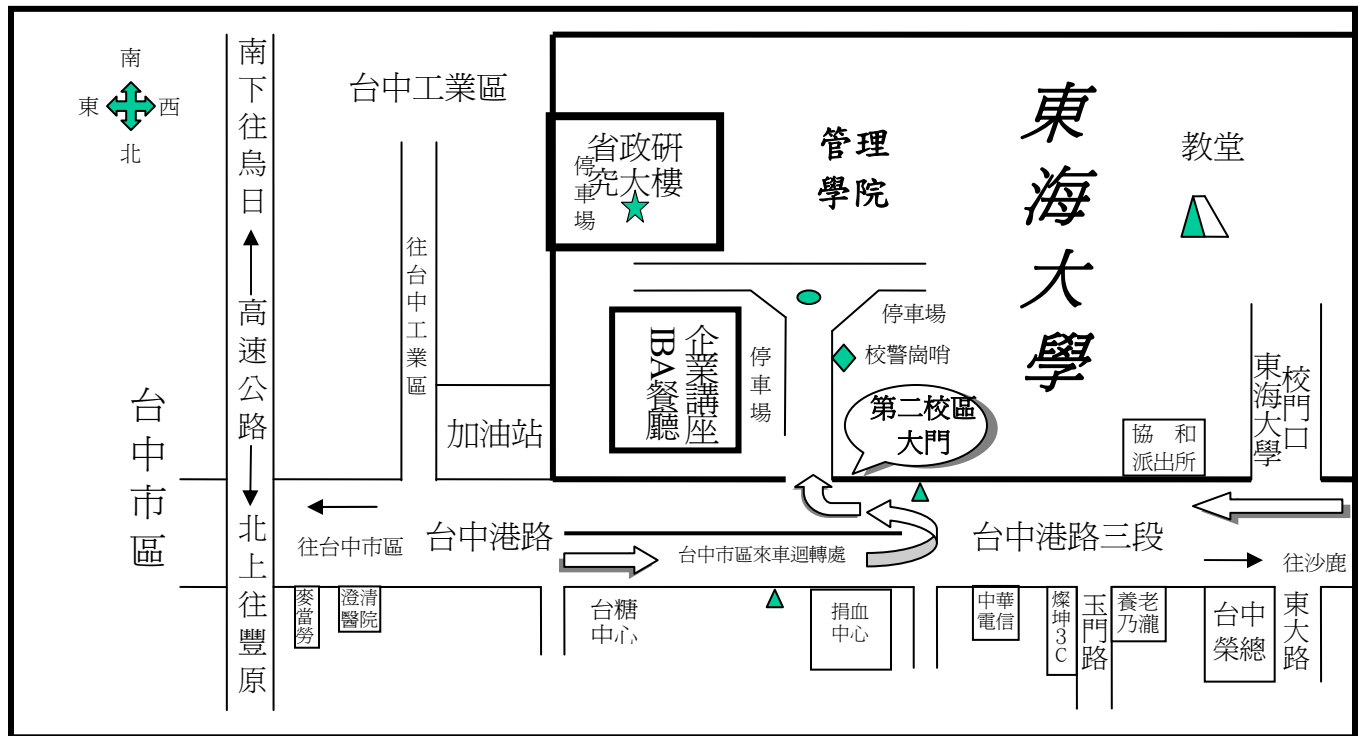 南
東
西
北
南下往烏日
高速公路
北上往豐原
台中市區
台中工業區
往台中工業區
加油站
省政研
究大樓
停車場
管理
學院
東海大學
教堂
企業講座
IBA餐廳
停車場
停車場
校警崗哨
第二校區
大門
協和
派出所
校門口
東海大學
往台中市區
台中港路
台中市區來車迴轉處
台中港路三段
往沙鹿
麥當勞
澄清
醫院
台糖
中心
捐血
中心
中華
電信
燦坤3C
玉門路
養老
乃瀧
台中
榮總
東大路